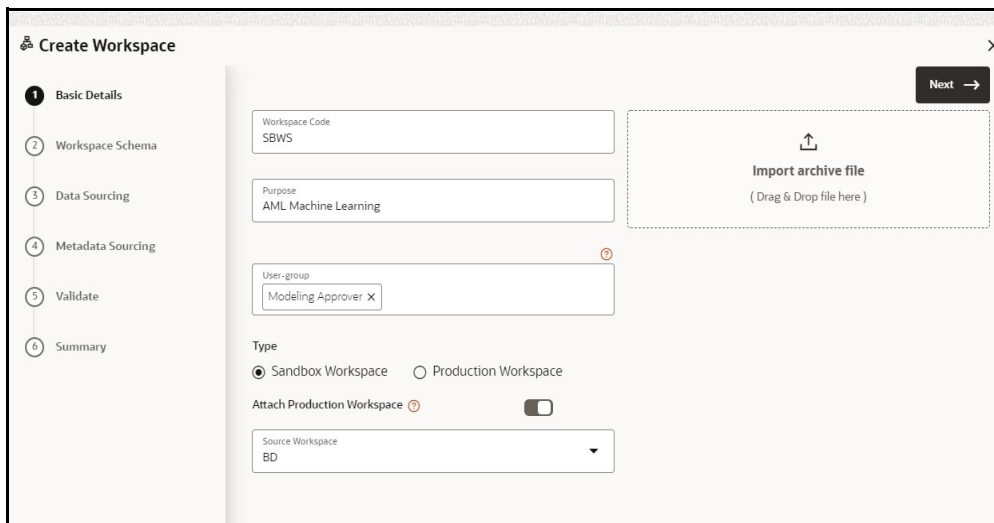 Create Workspace
Next
1 Basic Details
2 Workspace Schema
3 Data Sourcing
4 Metadata Sourcing
5 Validate
6 Summary
Workspace Code
SBWS
Purpose
AML Machine Learning
?
User-group
Modeling Approver ×
Type
Sandbox Workspace Production Workspace
Attach Production Workspace ?
Source Workspace
BD
Import archive file
( Drag & Drop file here )